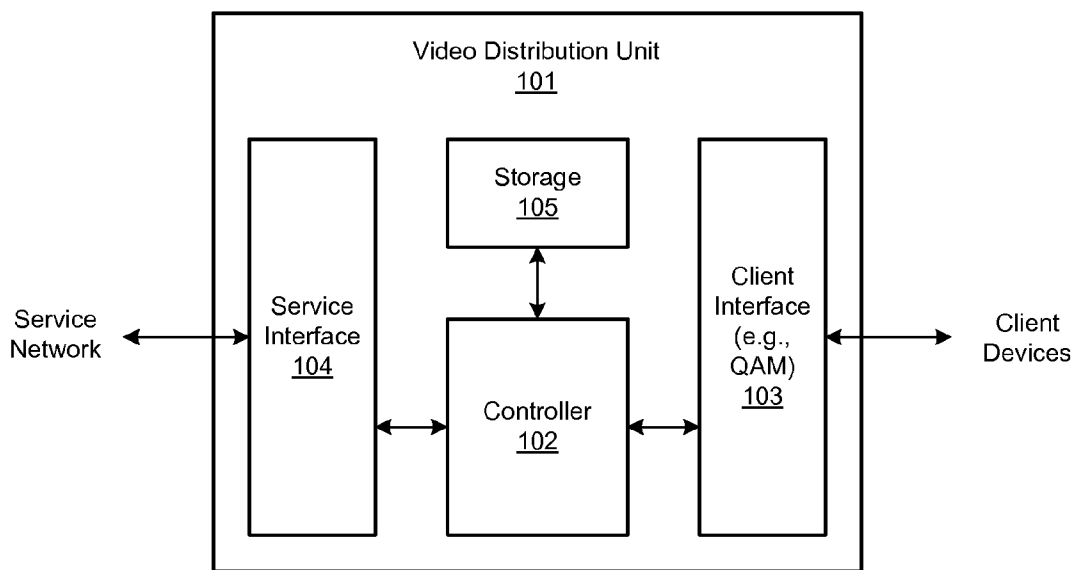 Video Distribution Unit
101
Storage
105
Service
Network
Service
Interface
104
Controller
102
Client
Interface
(e.g.,
QAM)
103
Client
Devices